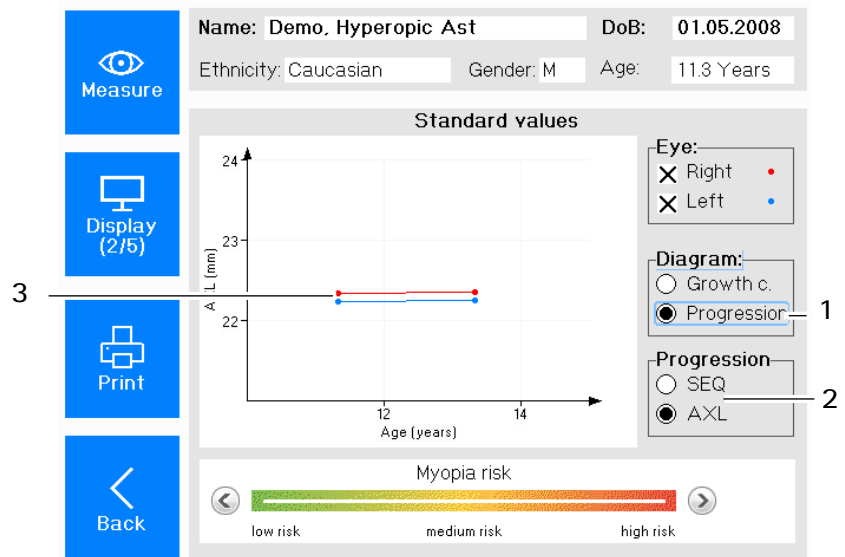 Name: Demo, Hyperopic Ast DoB: 01.05.2008
Ethnicity: Caucasian Gender: M Age: 11.3 Years
Measure
Display
(2/5)
Print
Back
Standard values
24
23
22
AXL (mm)
12 14
Age (years)
Eye:
Right
Left
Diagram:
Growth c.
Progression
Progression
SEQ
AXL
Myopia risk
low risk medium risk high risk
3
1
2